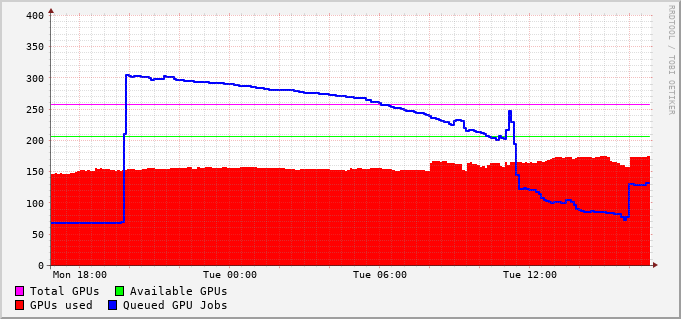 400
350
300
250
200
150
100
50
0
Mon 18:00 Tue 00:00 Tue 06:00 Tue 12:00
Total GPUs Available GPUs
GPUs used Queued GPU Jobs
RRDTOOL / TOBI OETIKER